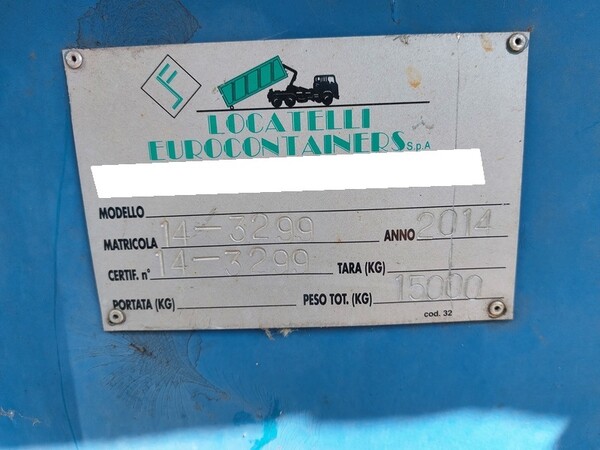 LOCATELLI
EUROCONTAINERS S.p.A
MODELLO
MATRICOLA 14-3299 ANNO 2014
CERTIF. n° 14-3299 TARA (KG)
PORTATA (KG) PESO TOT. (KG) 15000
cod. 32